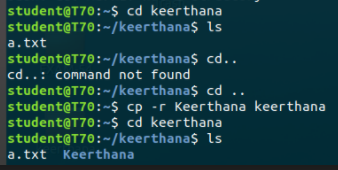 student@T70:~$ cd keerthana
student@T70:~/keerthana$ ls
a.txt
student@T70:~/keerthana$ cd..
cd..: command not found
student@T70:~/keerthana$ cd ..
student@T70:~$ cp -r Keerthana keerthana
student@T70:~$ cd keerthana
student@T70:~/keerthana$ ls
a.txt  Keerthana